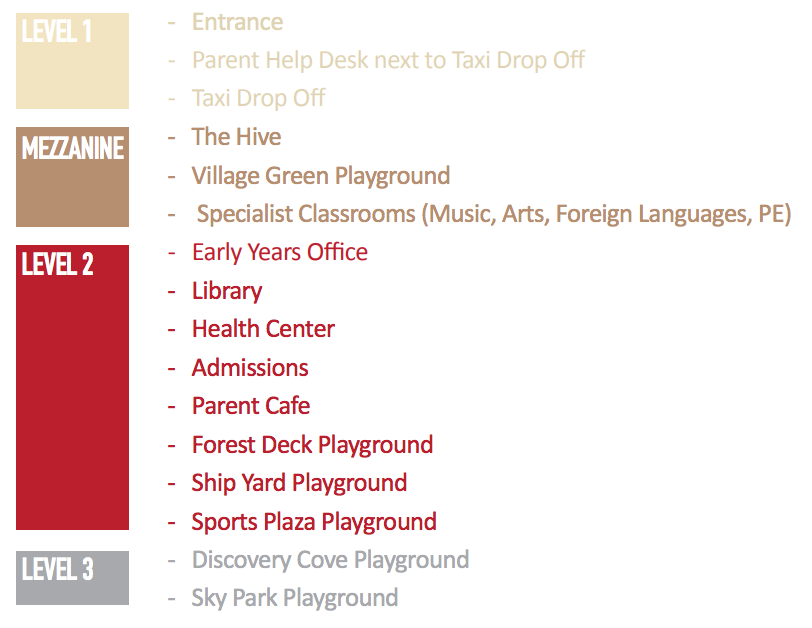 LEVEL 1
- Entrance
- Parent Help Desk next to Taxi Drop Off
- Taxi Drop Off
MEZZANINE
- The Hive
- Village Green Playground
- Specialist Classrooms (Music, Arts, Foreign Languages, PE)
LEVEL 2
- Early Years Office
- Library
- Health Center
- Admissions
- Parent Cafe
- Forest Deck Playground
- Ship Yard Playground
- Sports Plaza Playground
LEVEL 3
- Discovery Cove Playground
- Sky Park Playground